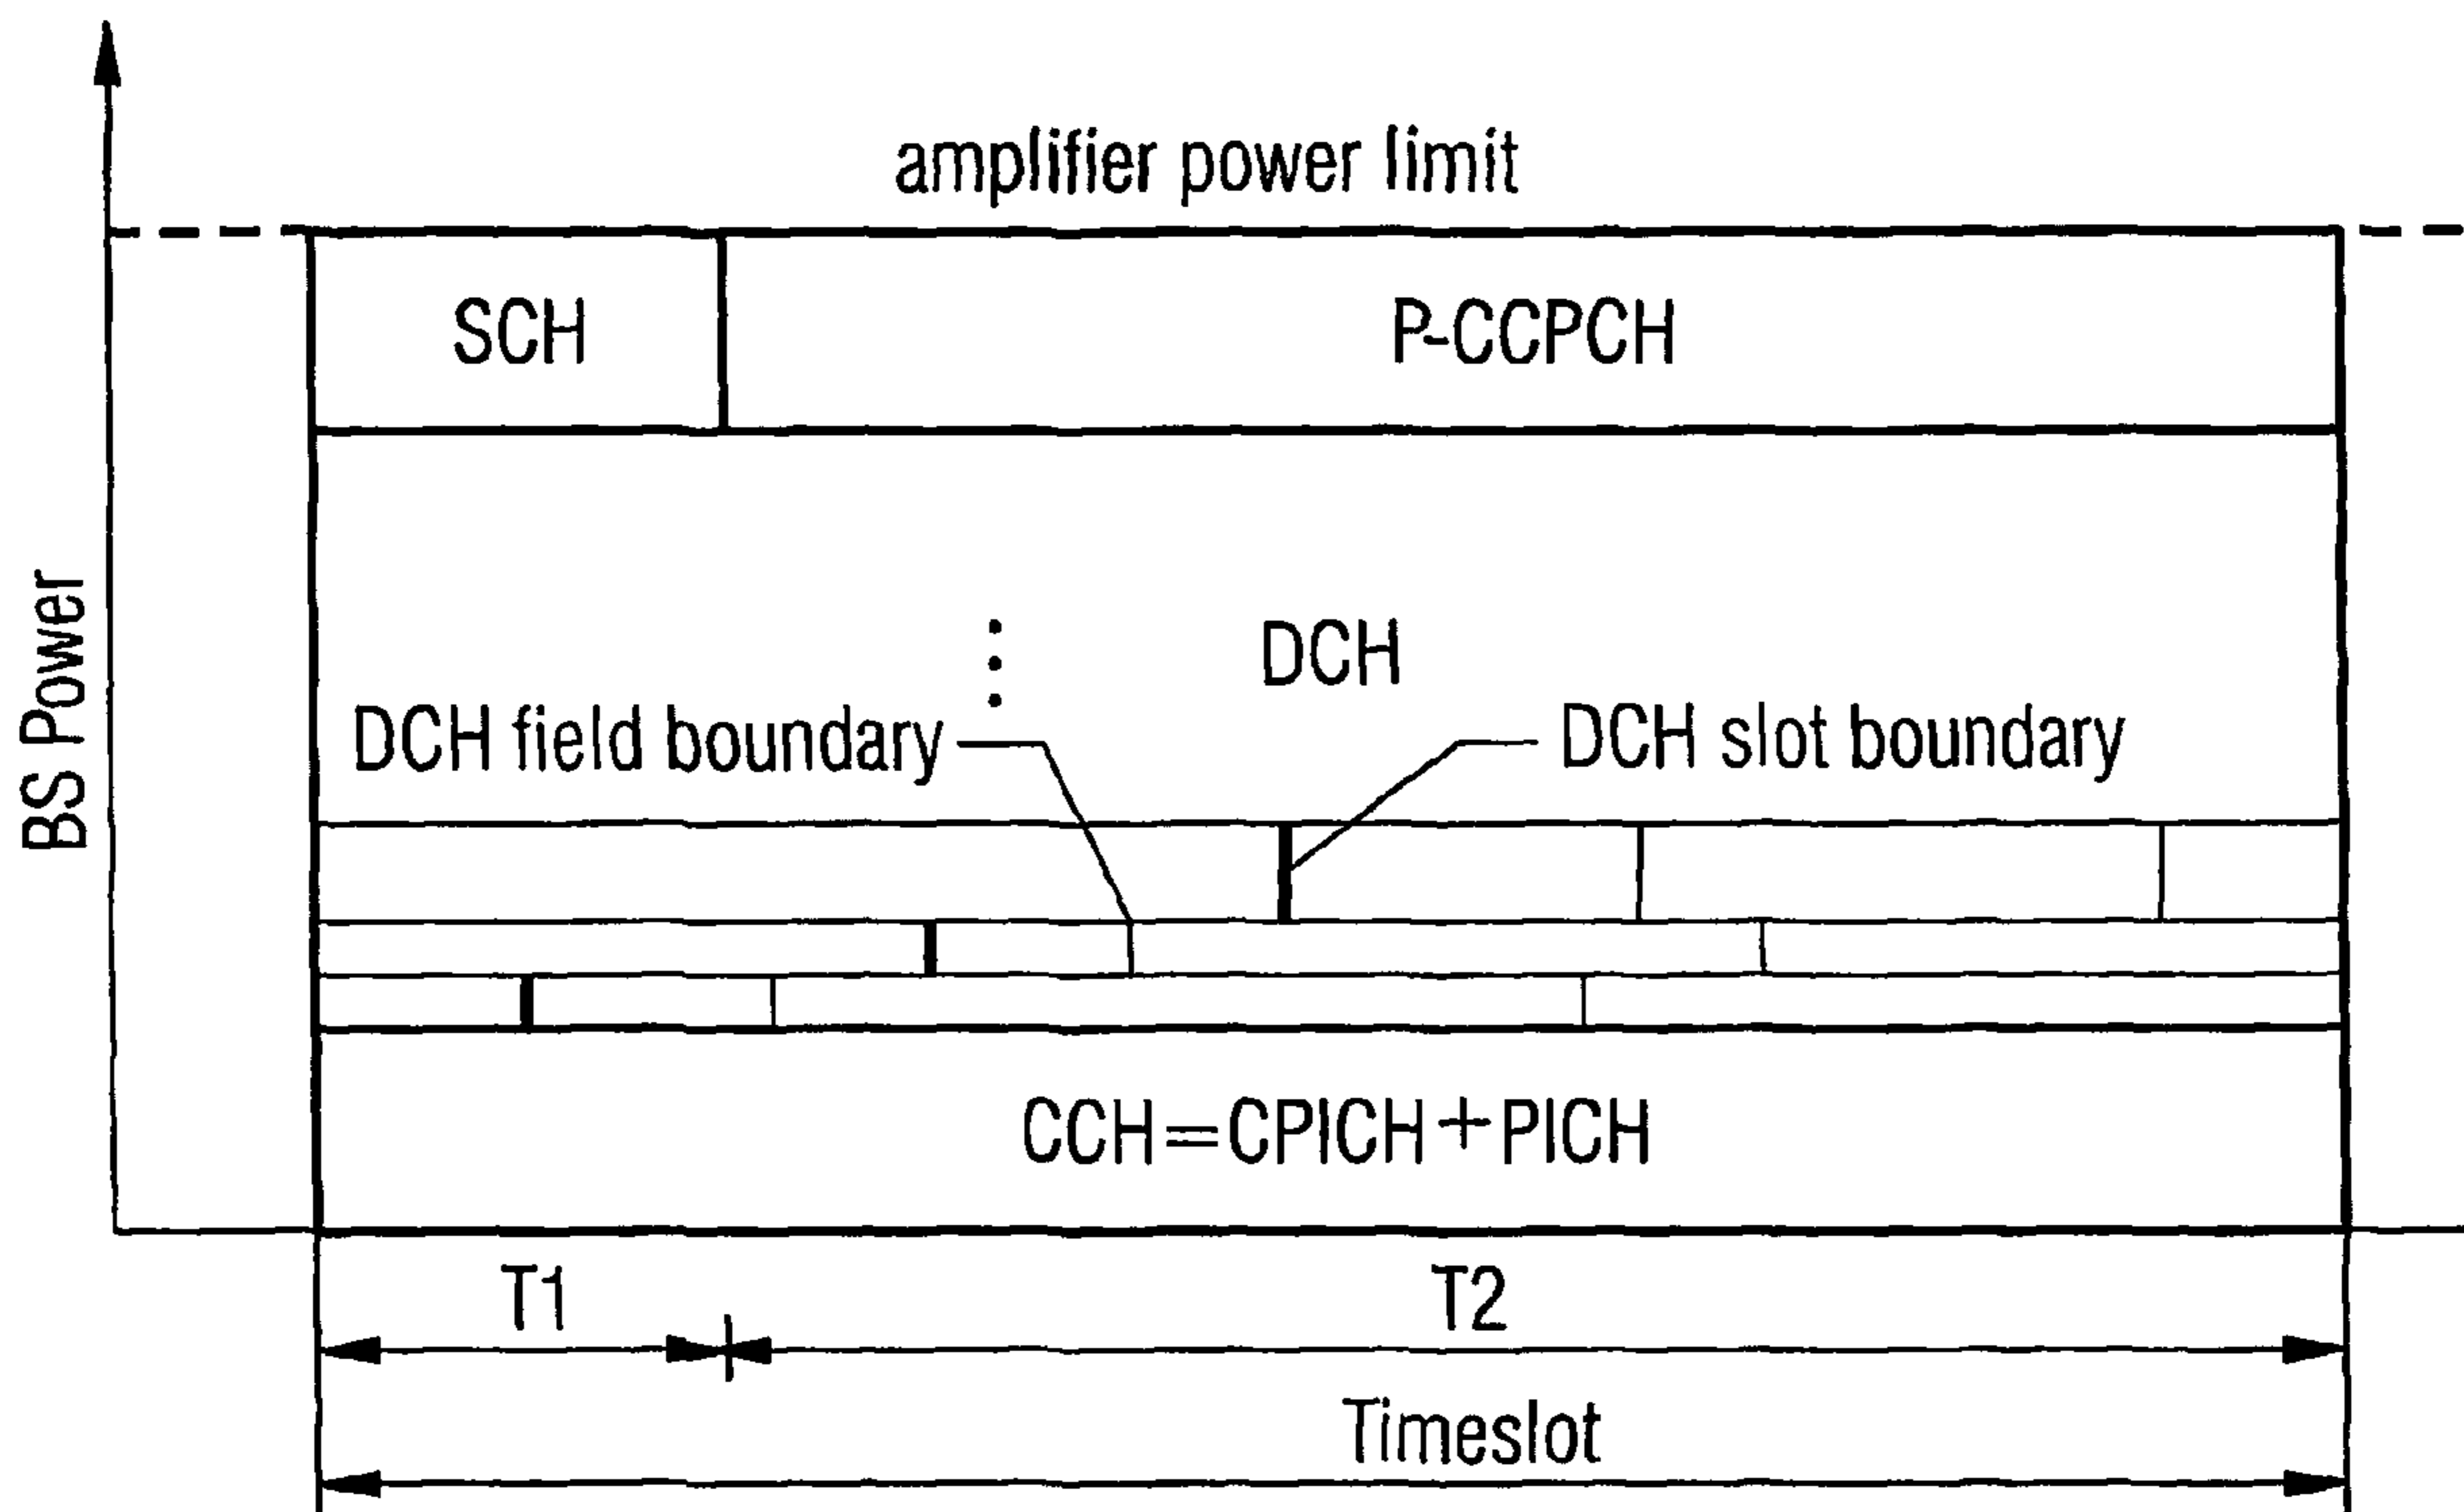 amplifier power limit
SCH
P-CCPCH
BS Power
DCH
DCH field boundary
DCH slot boundary
CCH=CPICH+PICH
T1
T2
Timeslot